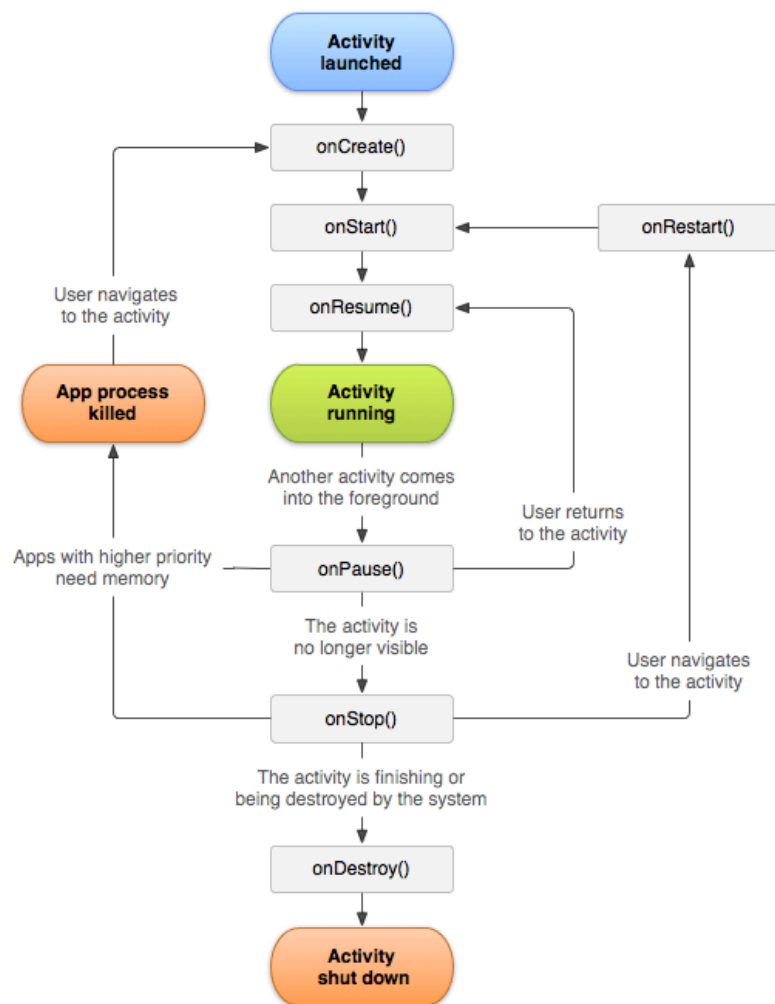 Activity
launched
onCreate()
onStart()
onRestart()
User navigates
to the activity
onResume()
App process
killed
Activity
running
Another activity comes
into the foreground
User returns
to the activity
Apps with higher priority
need memory
onPause()
The activity is
no longer visible
User navigates
to the activity
onStop()
The activity is finishing or
being destroyed by the system
onDestroy()
Activity
shut down